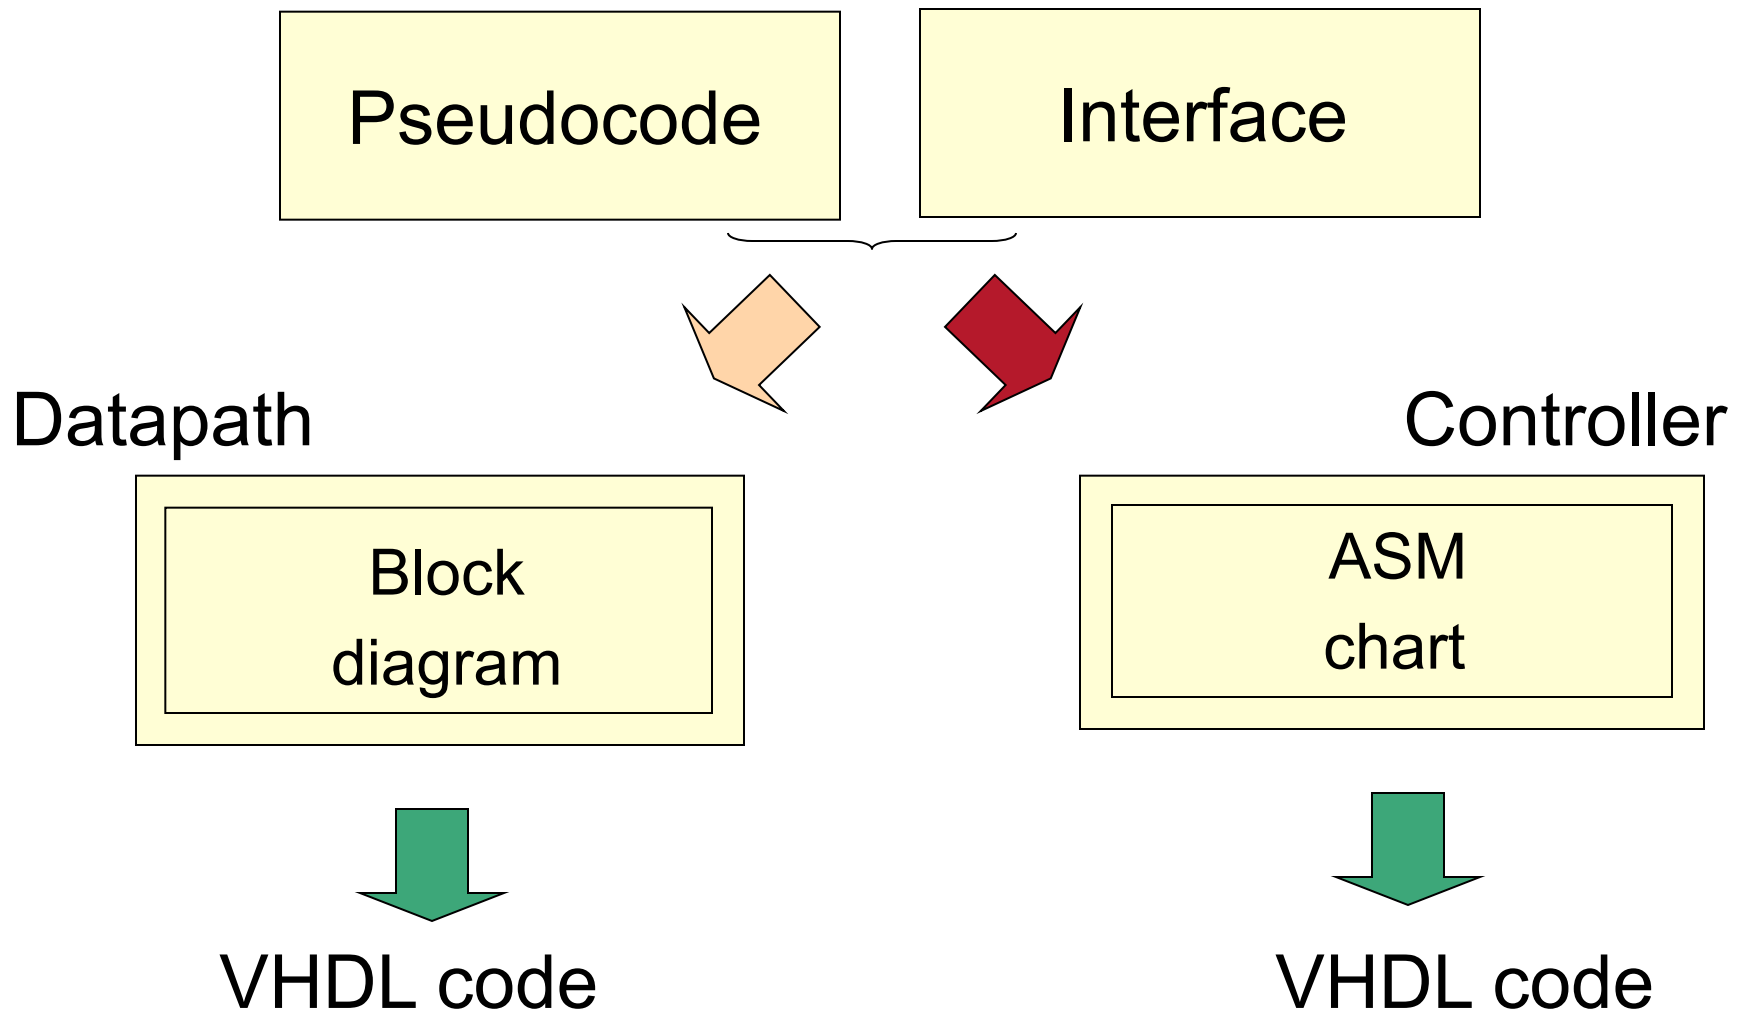 Pseudocode
Interface
Datapath
Controller
Block
diagram
ASM
chart
VHDL code
VHDL code